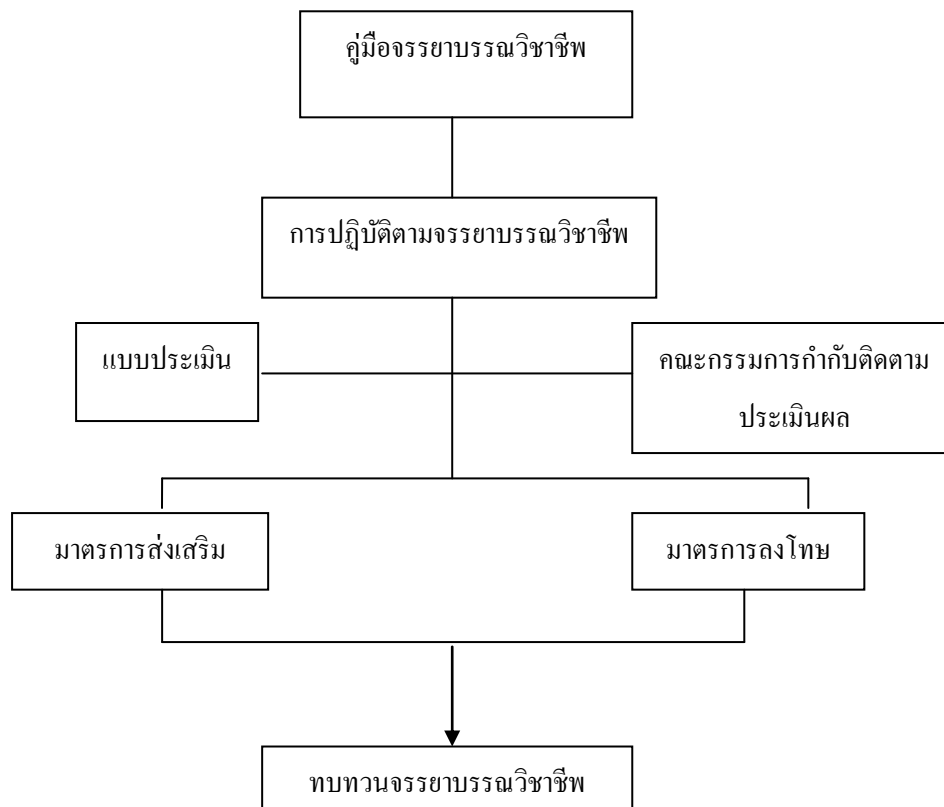 คู่มือจรรยาบรรณวิชาชีพ
การปฏิบัติตามจรรยาบรรณวิชาชีพ
แบบประเมิน
คณะกรรมการกำกับติดตาม
ประเมินผล
มาตรการส่งเสริม
มาตรการลงโทษ
ทบทวนจรรยาบรรณวิชาชีพ